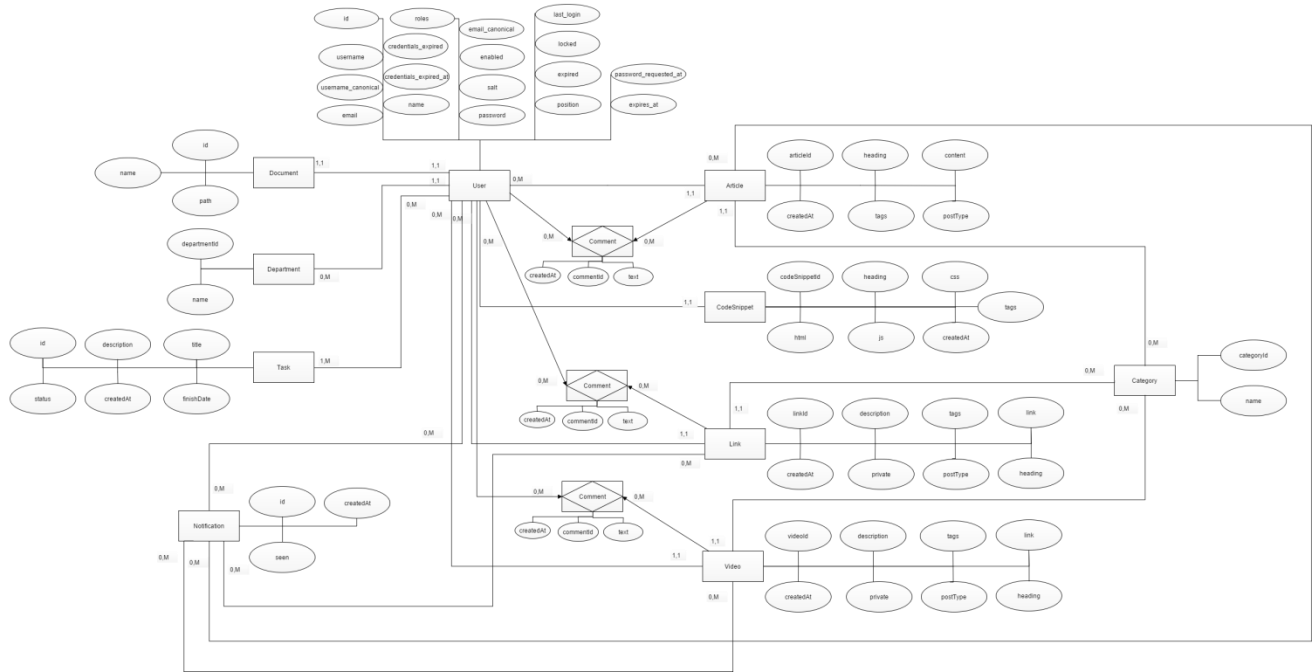 id
roles
last_login
email_canonical
credentials_expired
locked
username
enabled
credentials_expired_at
expired
password_requested_at
username_canonical
salt
name
position
expires_at
email
password
id
articleId
heading
content
0,M
name
Document
1,1
1,1
User
0,M
Article
1,1
path
0,M
0,M
1,1
1,1
createdAt
tags
postType
0,M
0,M
departmentId
0,M
0,M
Comment
0,M
Department
0,M
createdAt
commentId
text
codeSnippetId
heading
css
name
1,1
CodeSnippet
tags
html
js
createdAt
id
description
title
0,M
categoryId
Task
1,M
0,M
Comment
0,M
0,M
Category
status
createdAt
finishDate
0,M
name
createdAt
commentId
text
1,1
linkId
description
tags
link
0,M
1,1
Link
0,M
createdAt
private
postType
heading
0,M
id
createdAt
0,M
Comment
0,M
Notification
createdAt
commentId
text
seen
1,1
videoId
description
tags
link
0,M
0,M
0,M
1,1
Video
0,M
createdAt
private
postType
heading